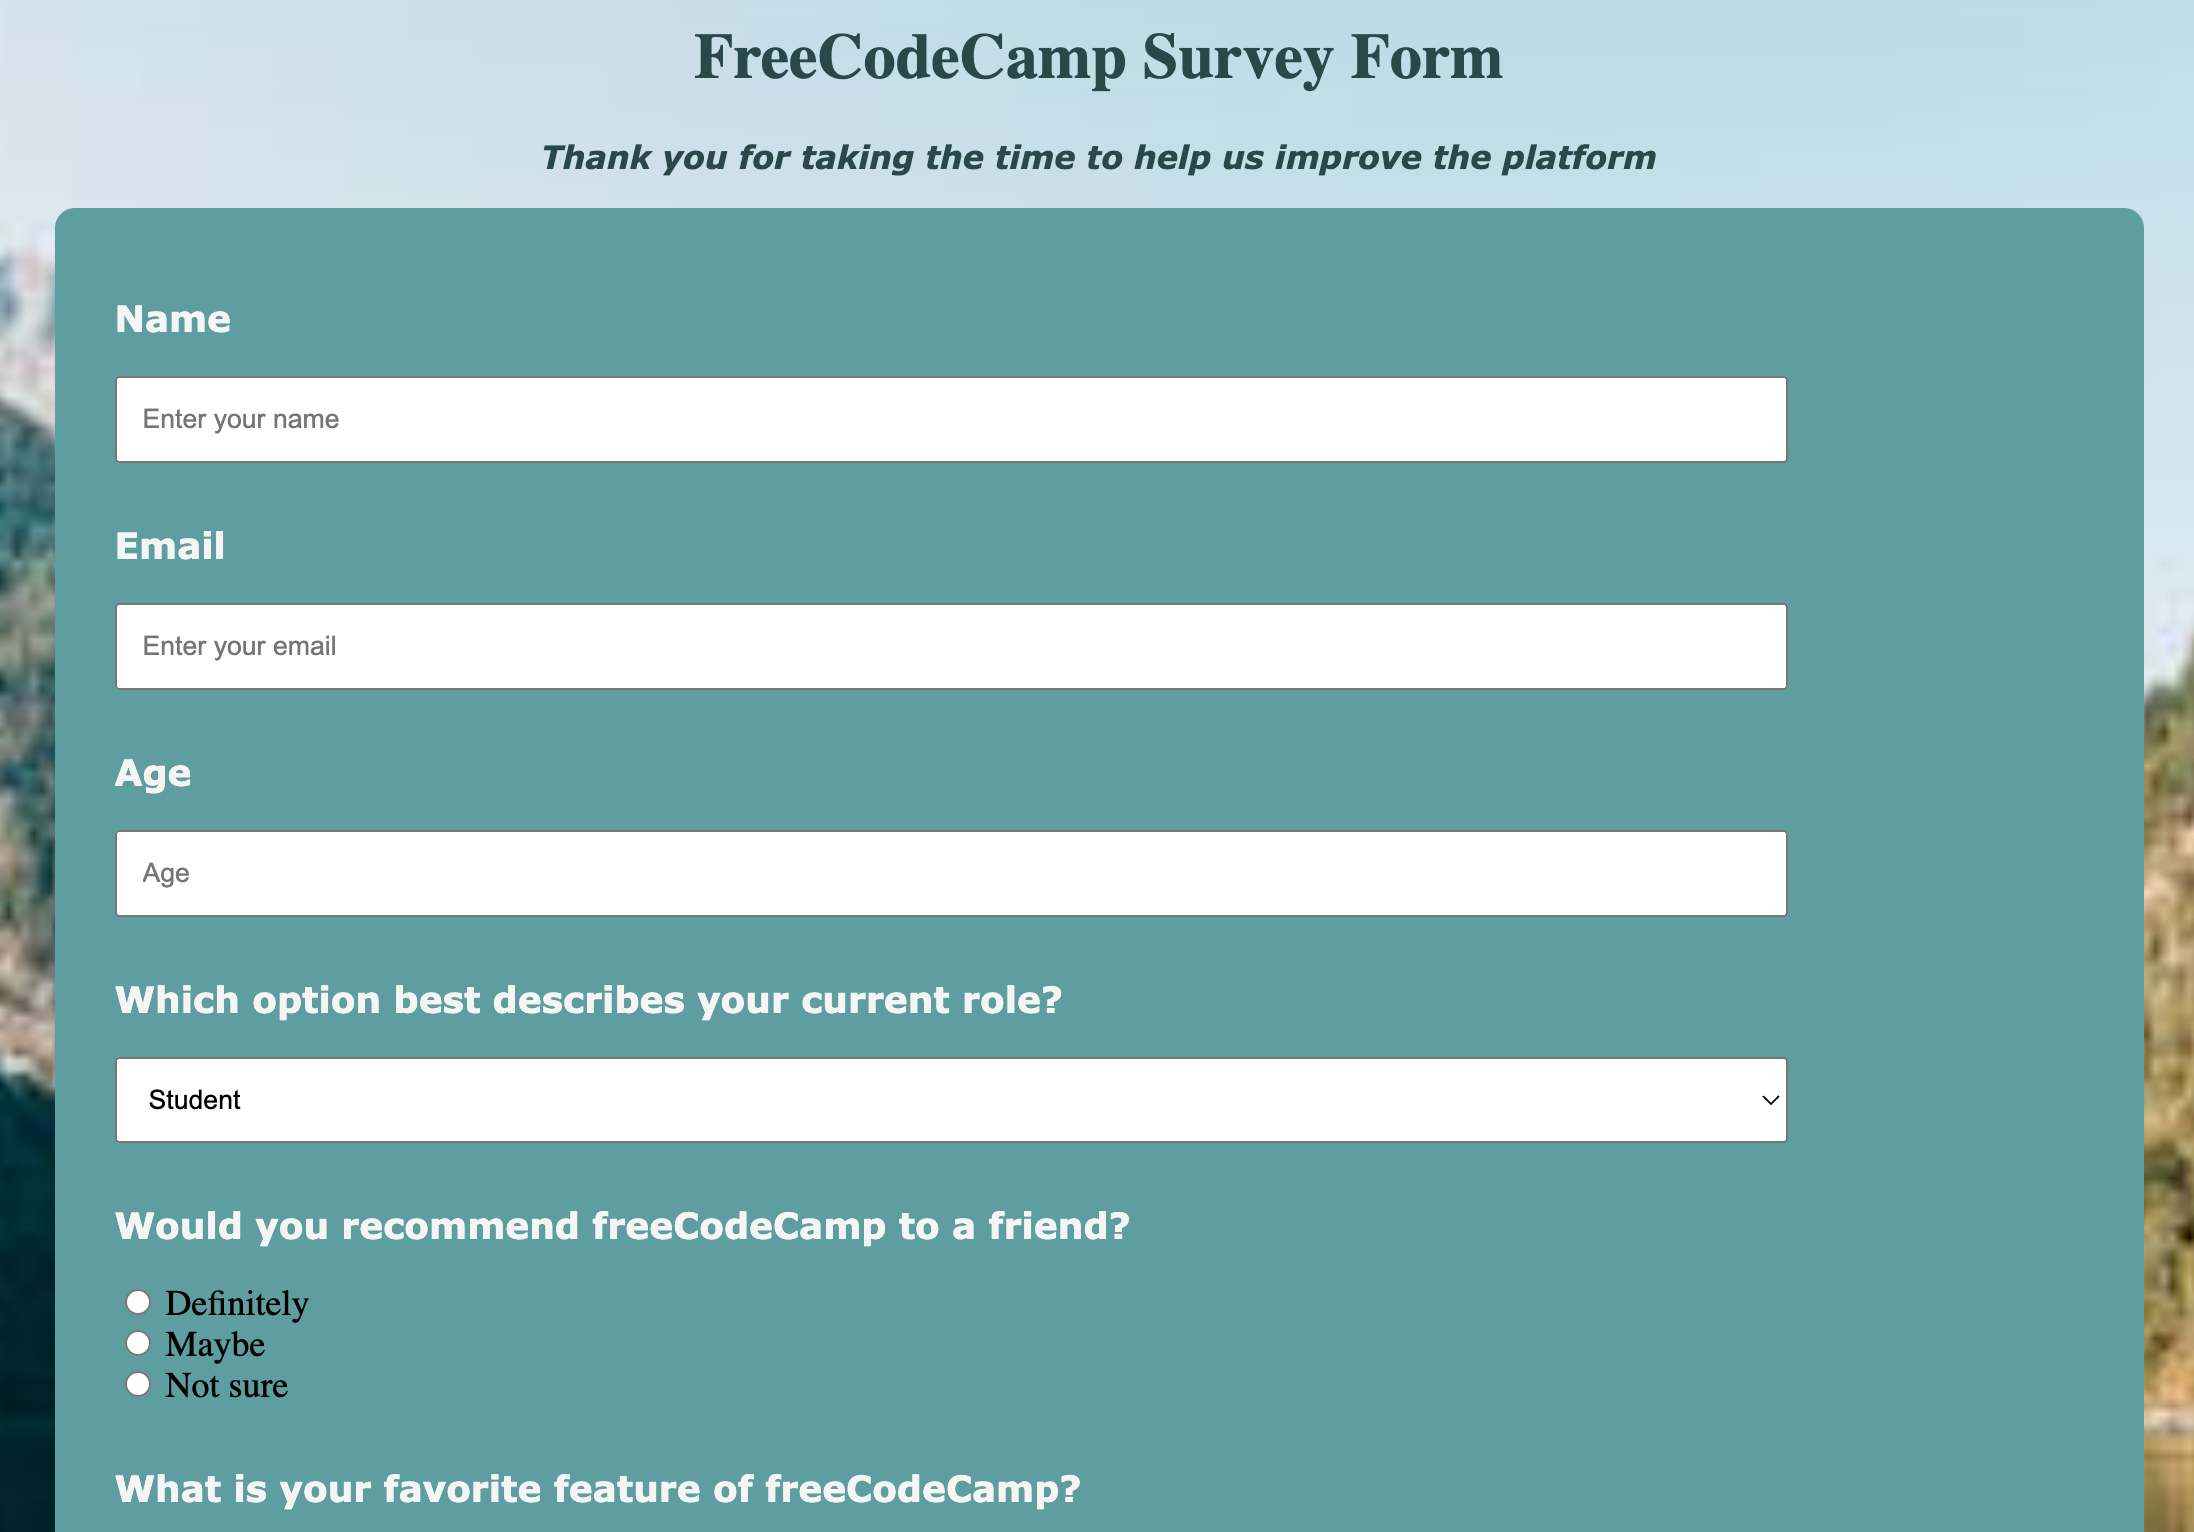 FreeCodeCamp Survey Form
Thank you for taking the time to help us improve the platform
Name
Enter your name
Email
Enter your email
Age
Age
Which option best describes your current role?
Student
Would you recommend freeCodeCamp to a friend?
Definitely
Maybe
Not sure
What is your favorite feature of freeCodeCamp?